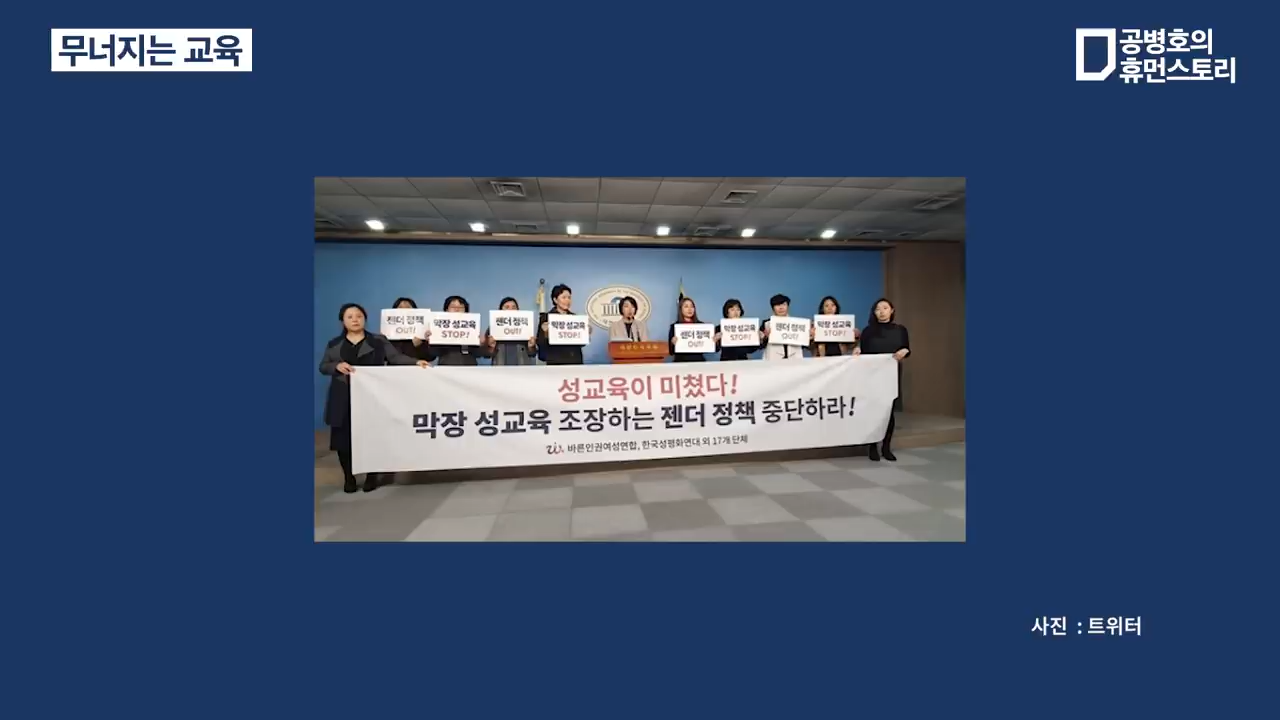 무너지는 교육
공병호의
휴먼스토리
젠더 정책
OUT!
막장 성교육
STOP!
젠더 정책
OUT!
막장 성교육
STOP!
젠더 정책
OUT!
막장 성교육
STOP!
젠더 정책
OUT!
막장 성교육
STOP!
성교육이 미쳤다!
막장 성교육 조장하는 젠더 정책 중단하라!
바른인권여성연합, 한국성평화연대 외 17개 단체
사진 : 트위터